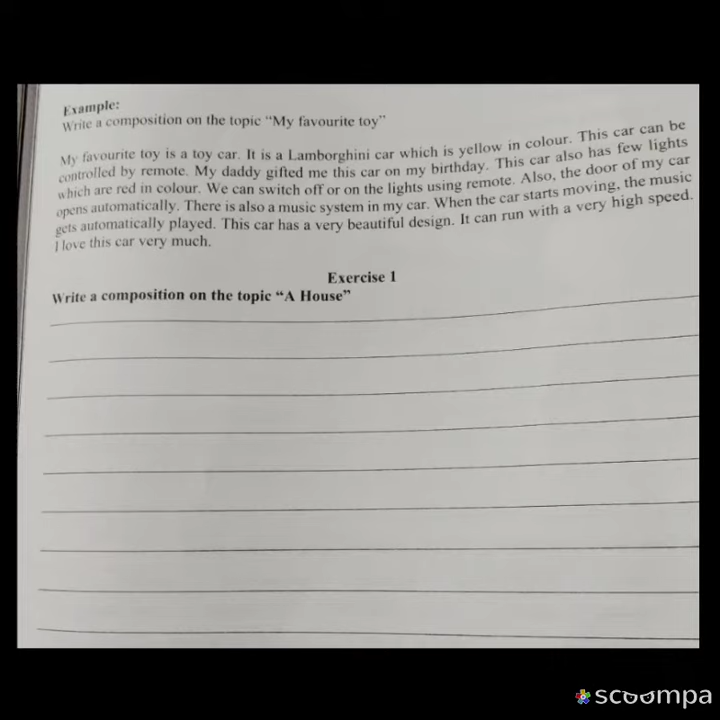 Example:
Write a composition on the topic “My favourite toy”
My favourite toy is a toy car. It is a Lamborghini car which is yellow in colour. This car can be
controlled by remote. My daddy gifted me this car on my birthday. This car also has few lights
which are red in colour. We can switch off or on the lights using remote. Also, the door of my car
opens automatically. There is also a music system in my car. When the car starts moving, the music
gets automatically played. This car has a very beautiful design. It can run with a very high speed.
I love this car very much.
Exercise 1
Write a composition on the topic “A House”
scoompa